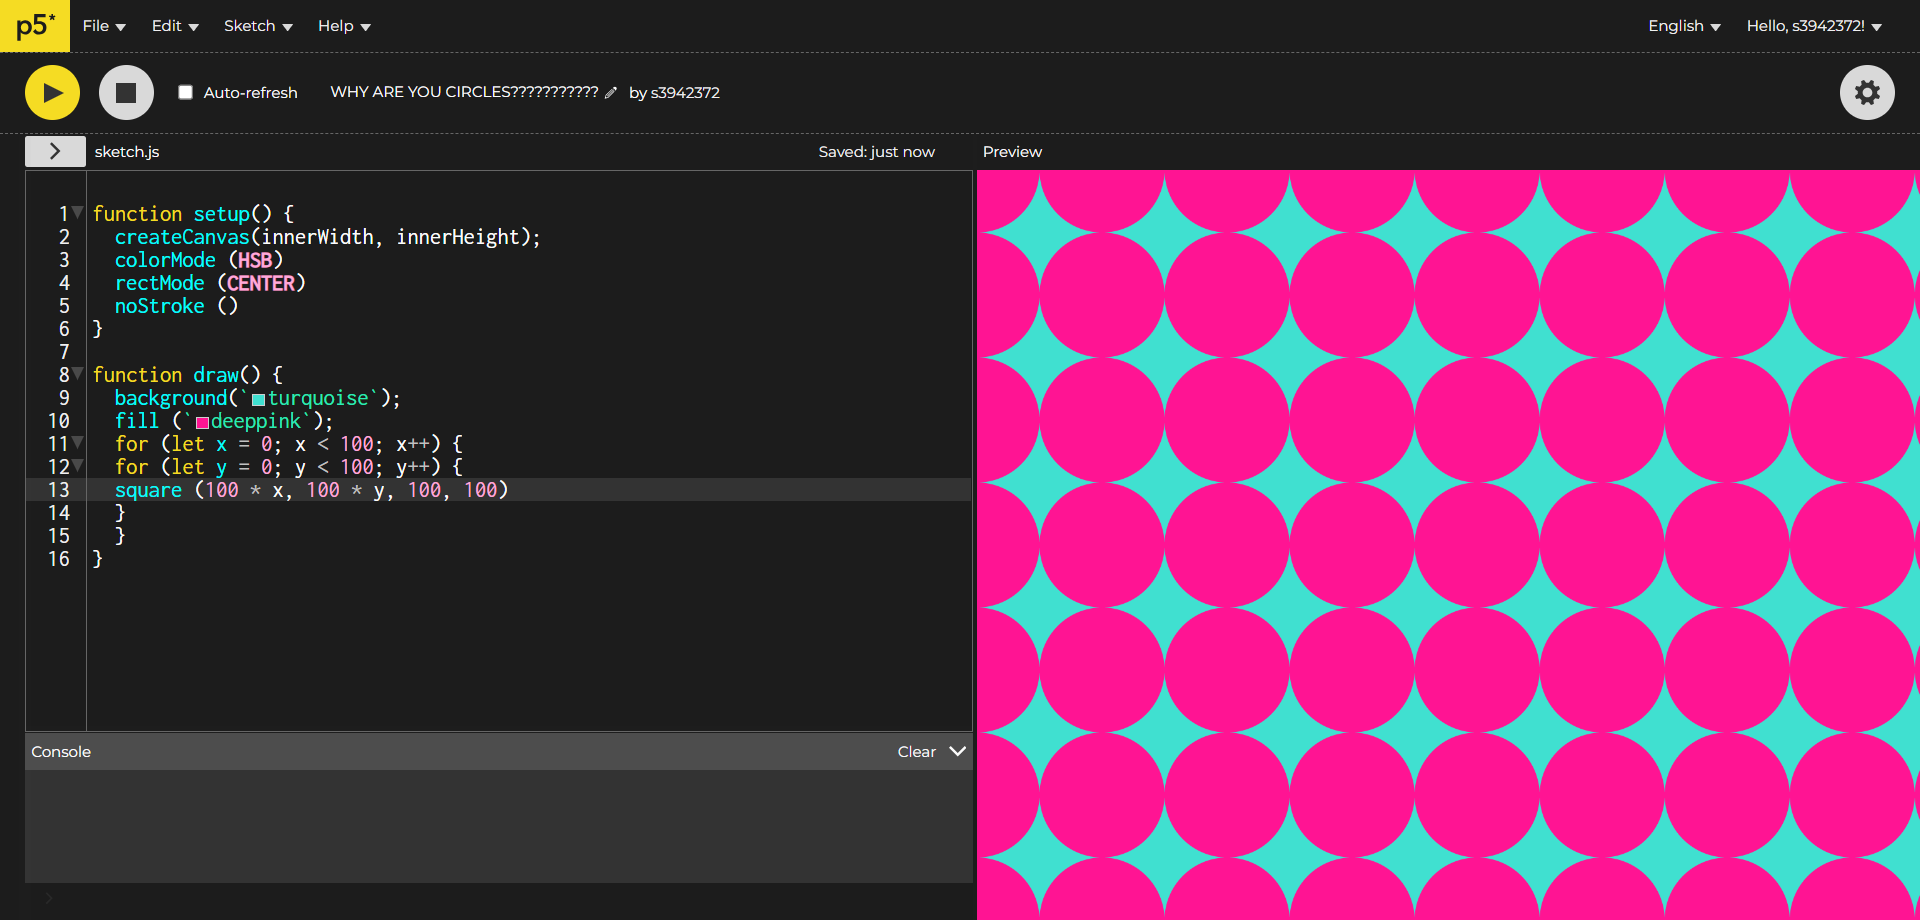 p5* File Edit Sketch Help English Hello, s3942372!
Auto-refresh WHY ARE YOU CIRCLES??????????? by s3942372
sketch.js Saved: just now Preview
1 function setup() {
2 createCanvas(innerWidth, innerHeight);
3 colorMode (HSB)
4 rectMode (CENTER)
5 noStroke ()
6 }
7
8 function draw() {
9 background(`turquoise`);
10 fill (`deeppink`);
11 for (let x = 0; x < 100; x++) {
12 for (let y = 0; y < 100; y++) {
13 square (100 * x, 100 * y, 100, 100)
14 }
15 }
16 }
Console Clear